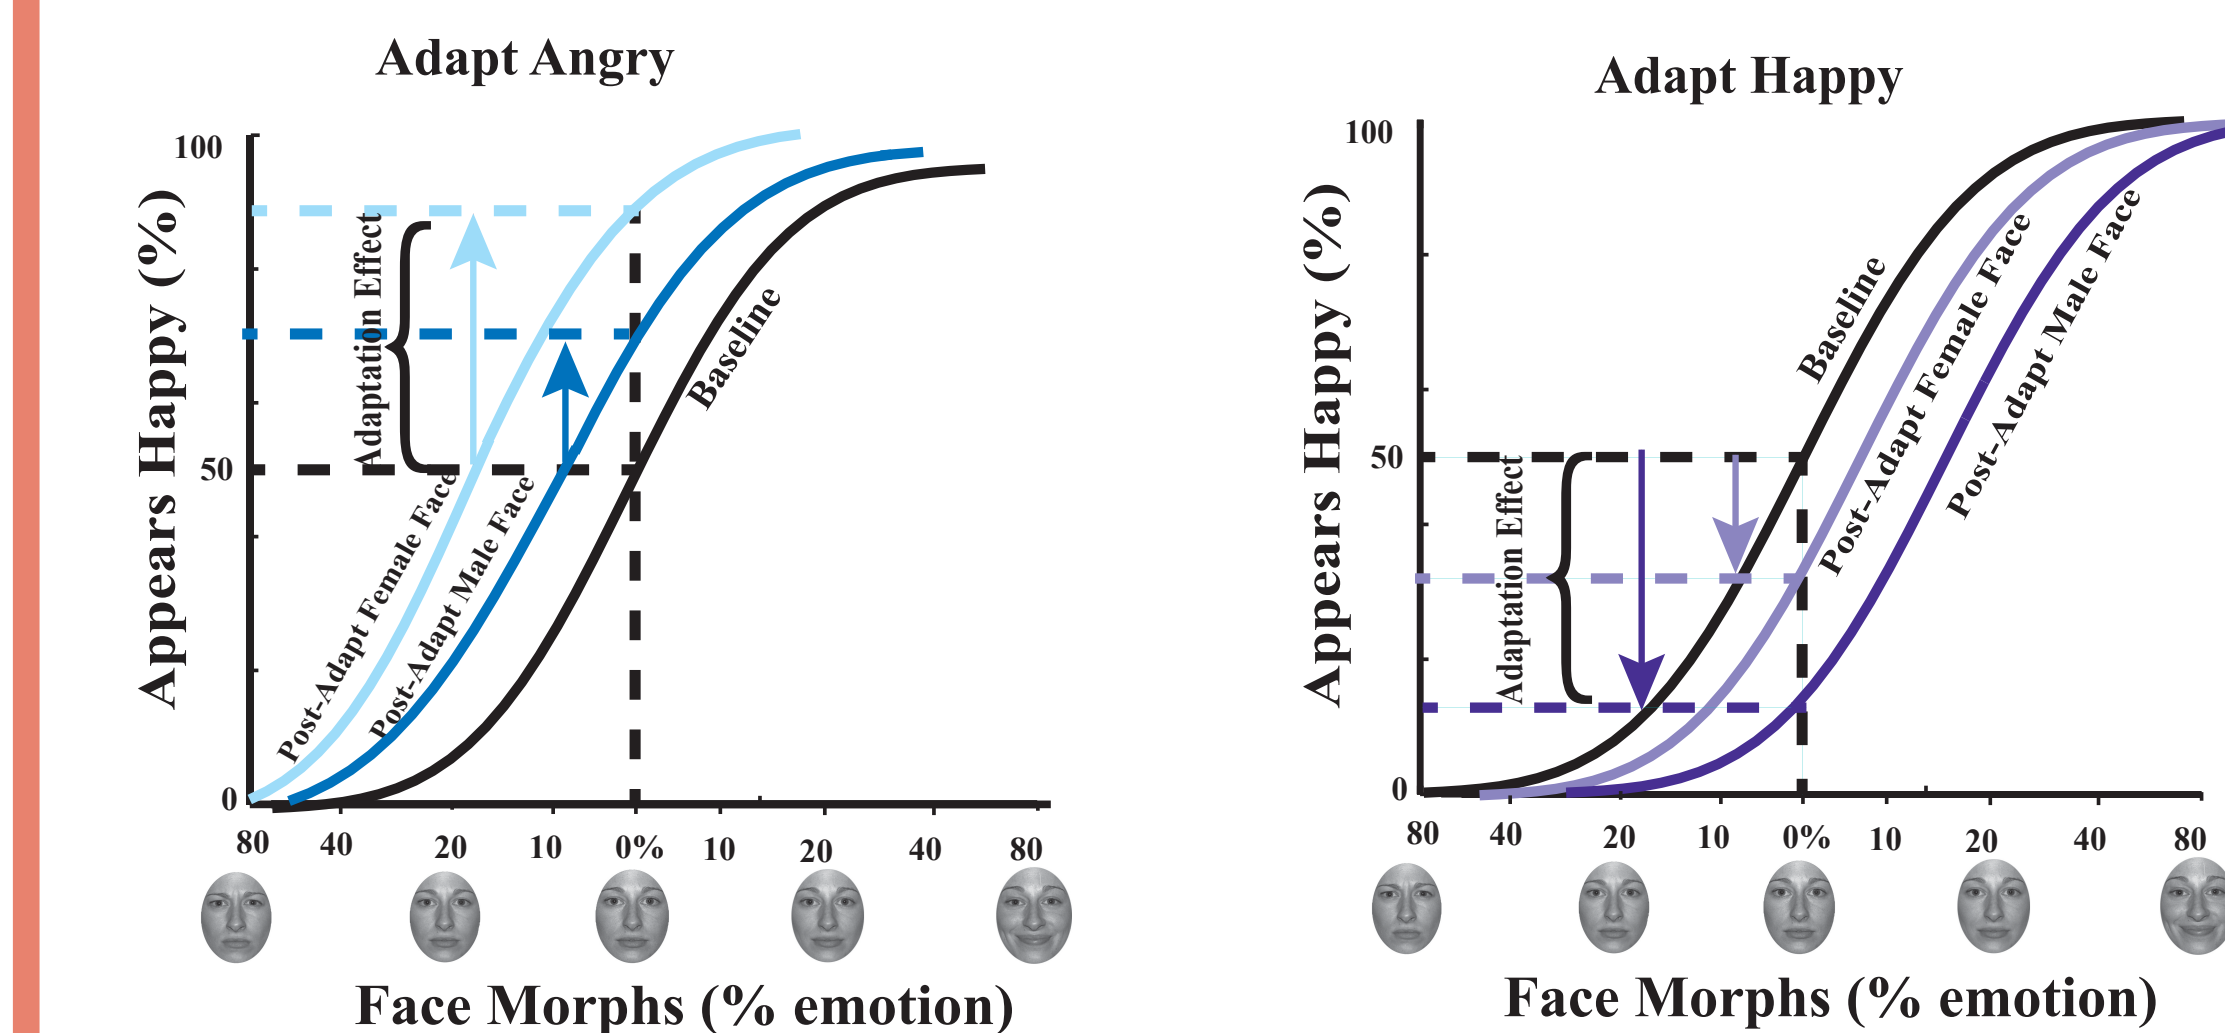 Adapt Angry
Appears Happy (%)
100
50
0
Adaptation Effect
Post-Adapt Female Face
Post-Adapt Male Face
Baseline
80 40 20 10 0% 10 20 40 80
Face Morphs (% emotion)
Adapt Happy
Appears Happy (%)
100
50
0
Adaptation Effect
Baseline
Post-Adapt Female Face
Post-Adapt Male Face
80 40 20 10 0% 10 20 40 80
Face Morphs (% emotion)